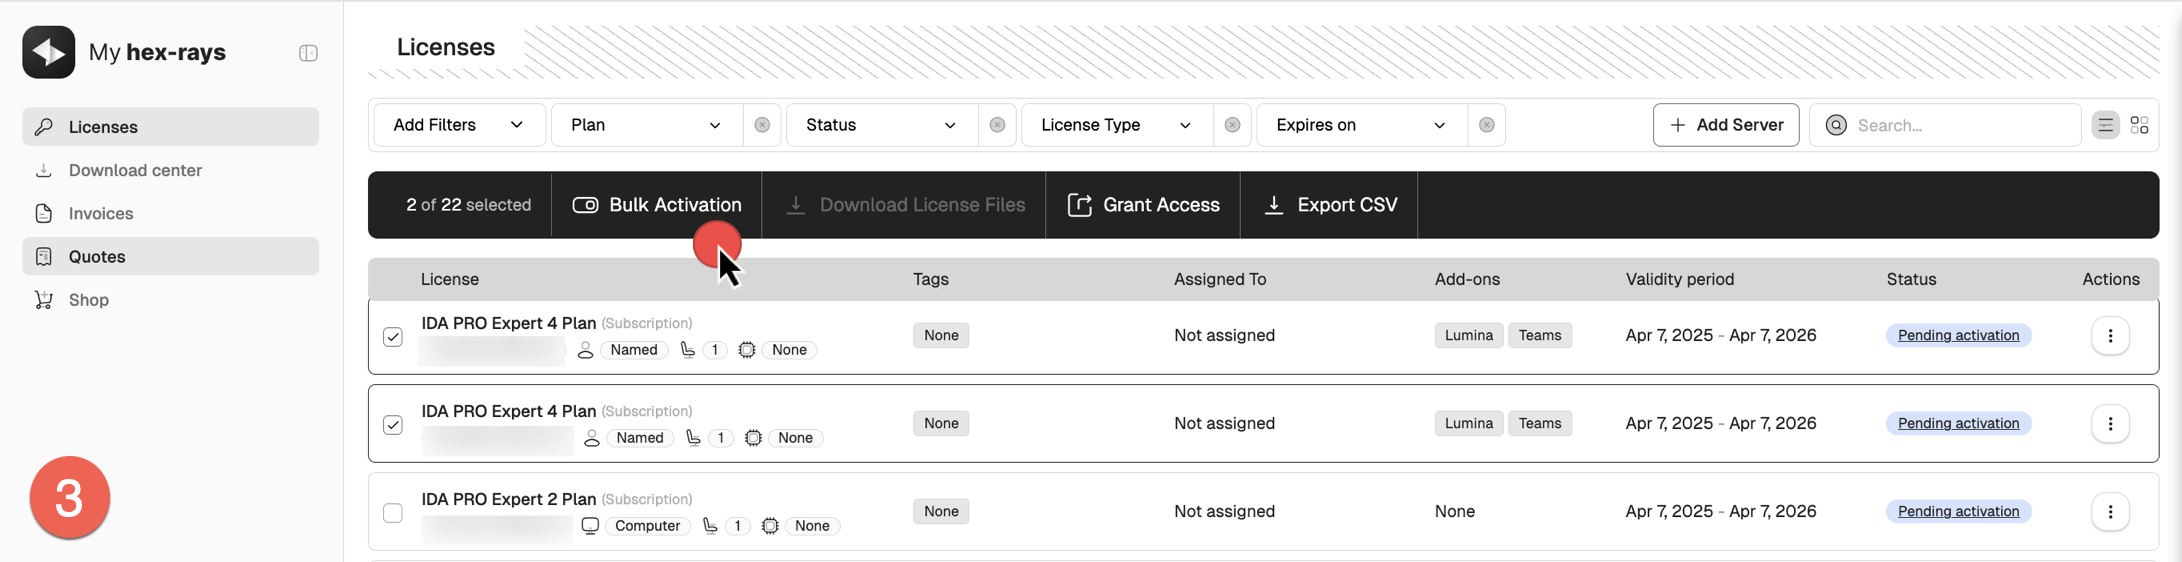 My hex-rays
Licenses
Download center
Invoices
Quotes
Shop
3
Licenses
Add Filters Plan Status License Type Expires on + Add Server Search...
2 of 22 selected Bulk Activation Download License Files Grant Access Export CSV
License Tags Assigned To Add-ons Validity period Status Actions
IDA PRO Expert 4 Plan (Subscription)
Named 1 None
None Not assigned Lumina Teams Apr 7, 2025 - Apr 7, 2026 Pending activation
IDA PRO Expert 4 Plan (Subscription)
Named 1 None
None Not assigned Lumina Teams Apr 7, 2025 - Apr 7, 2026 Pending activation
IDA PRO Expert 2 Plan (Subscription)
Computer 1 None
None Not assigned None Apr 7, 2025 - Apr 7, 2026 Pending activation